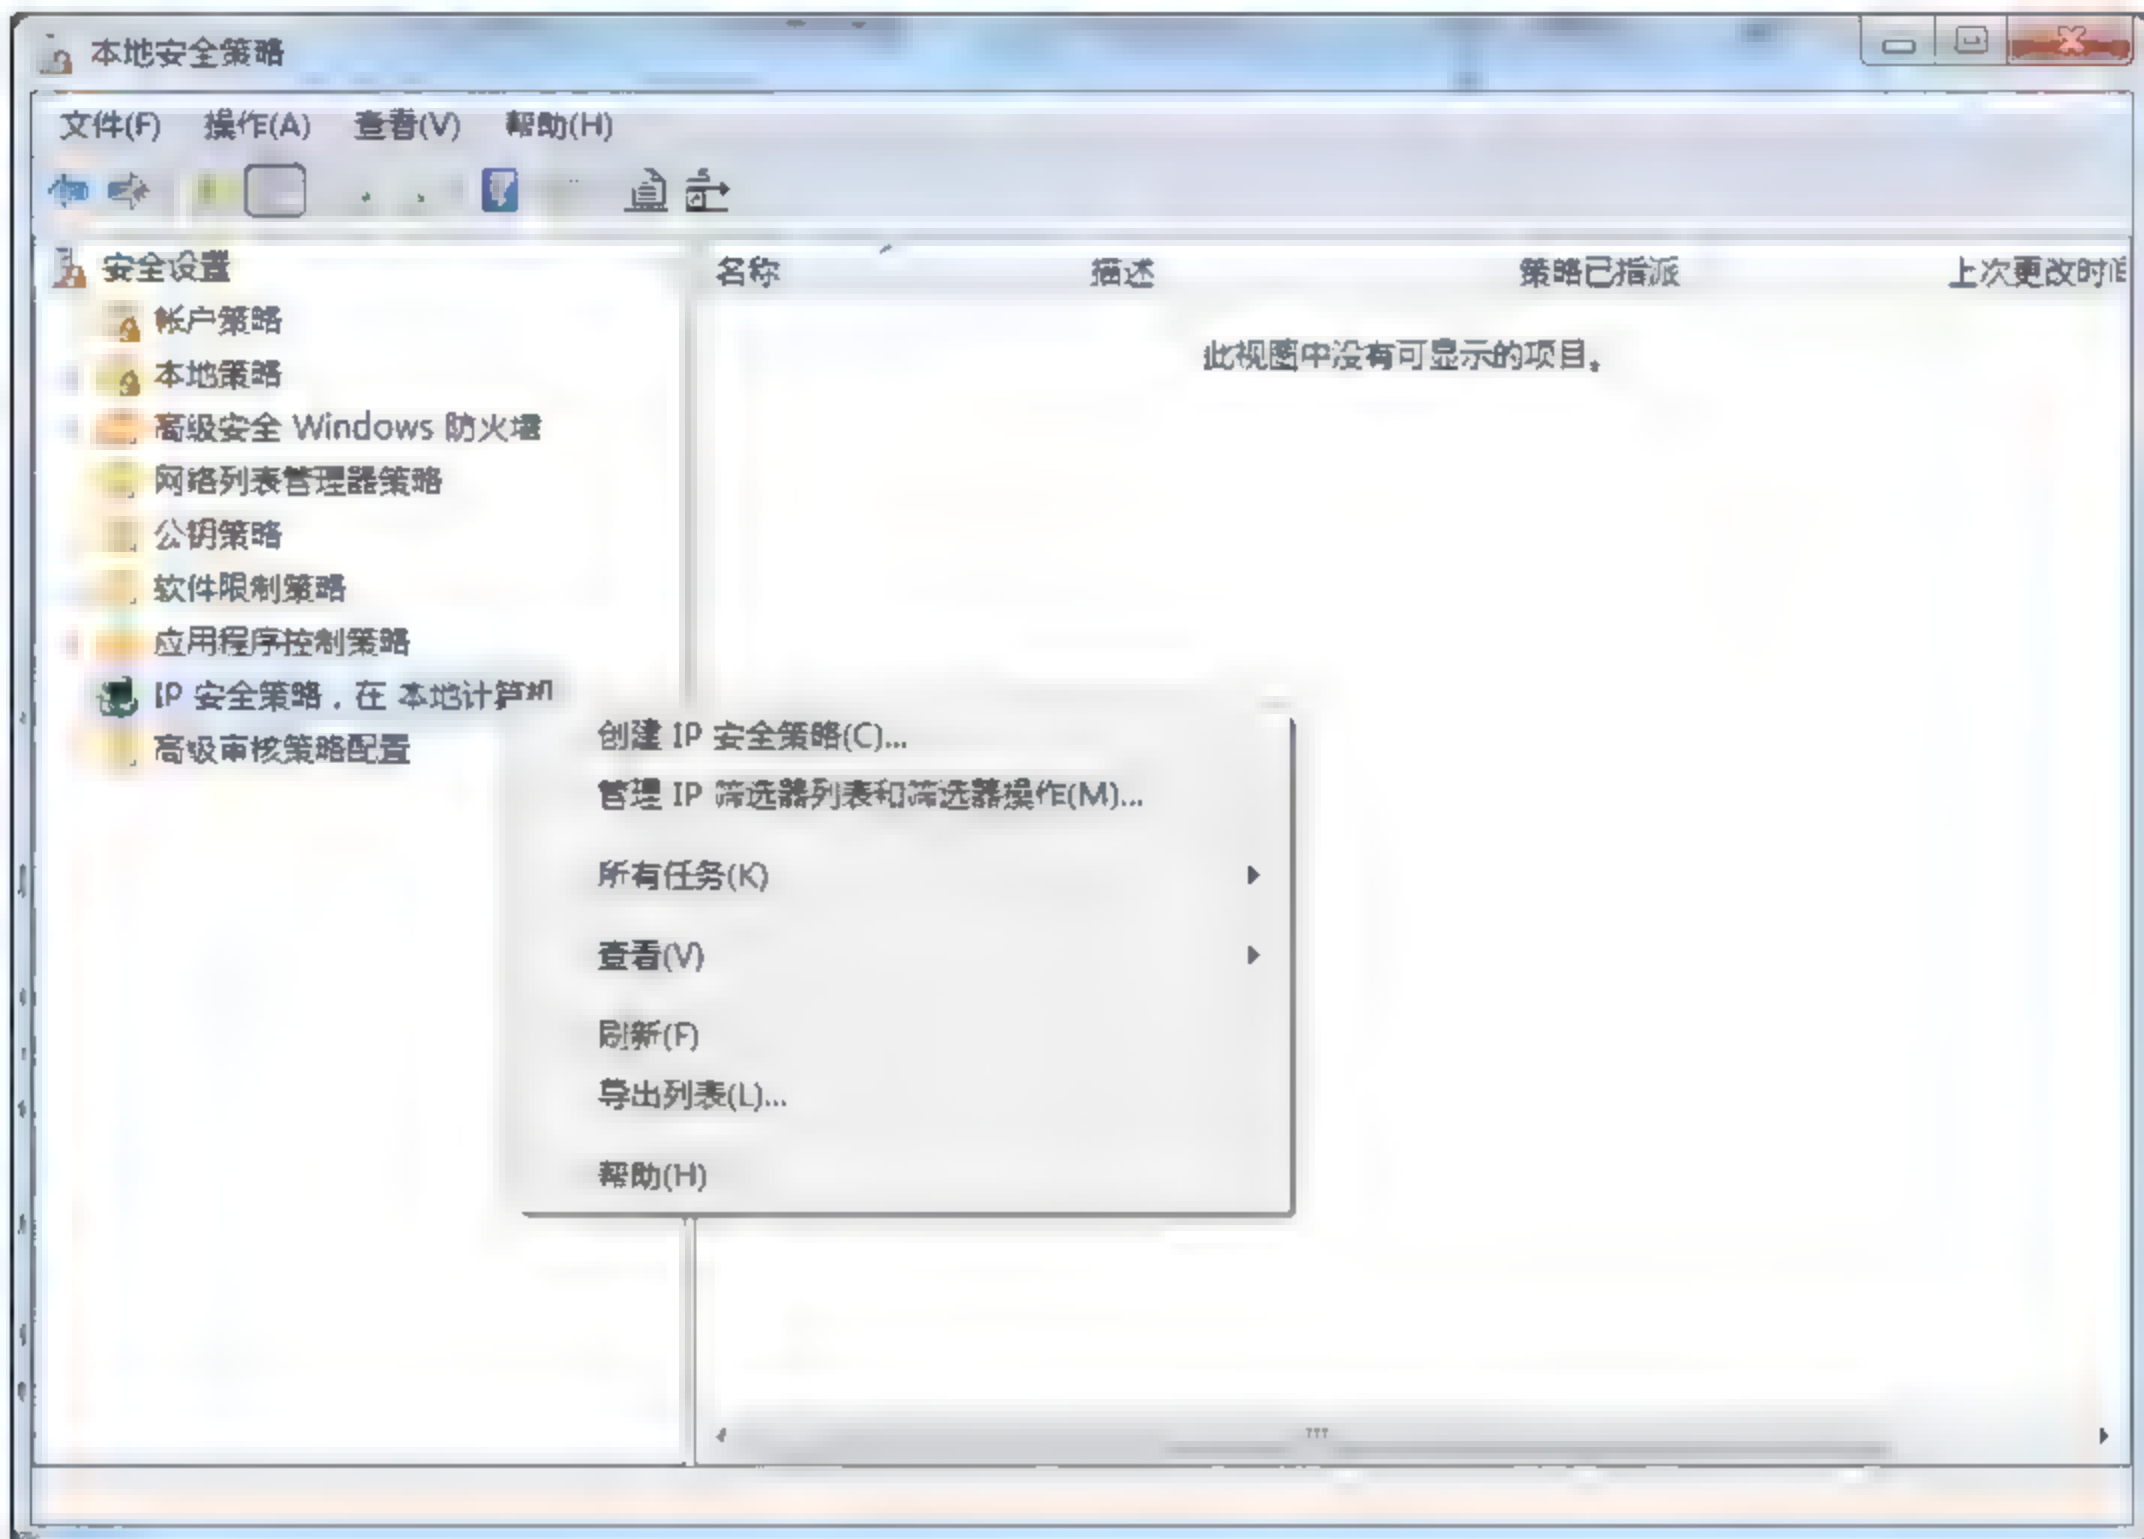 本地安全策略
文件(F) 操作(A) 查看(V) 帮助(H)
安全设置
帐户策略
本地策略
高级安全 Windows 防火墙
网络列表管理器策略
公钥策略
软件限制策略
应用程序控制策略
IP 安全策略，在 本地计算机
高级审核策略配置
名称 描述 策略已指派 上次更改时间
此视图中没有可显示的项目。
创建 IP 安全策略(C)...
管理 IP 筛选器列表和筛选器操作(M)...
所有任务(K)
查看(V)
刷新(F)
导出列表(L)...
帮助(H)